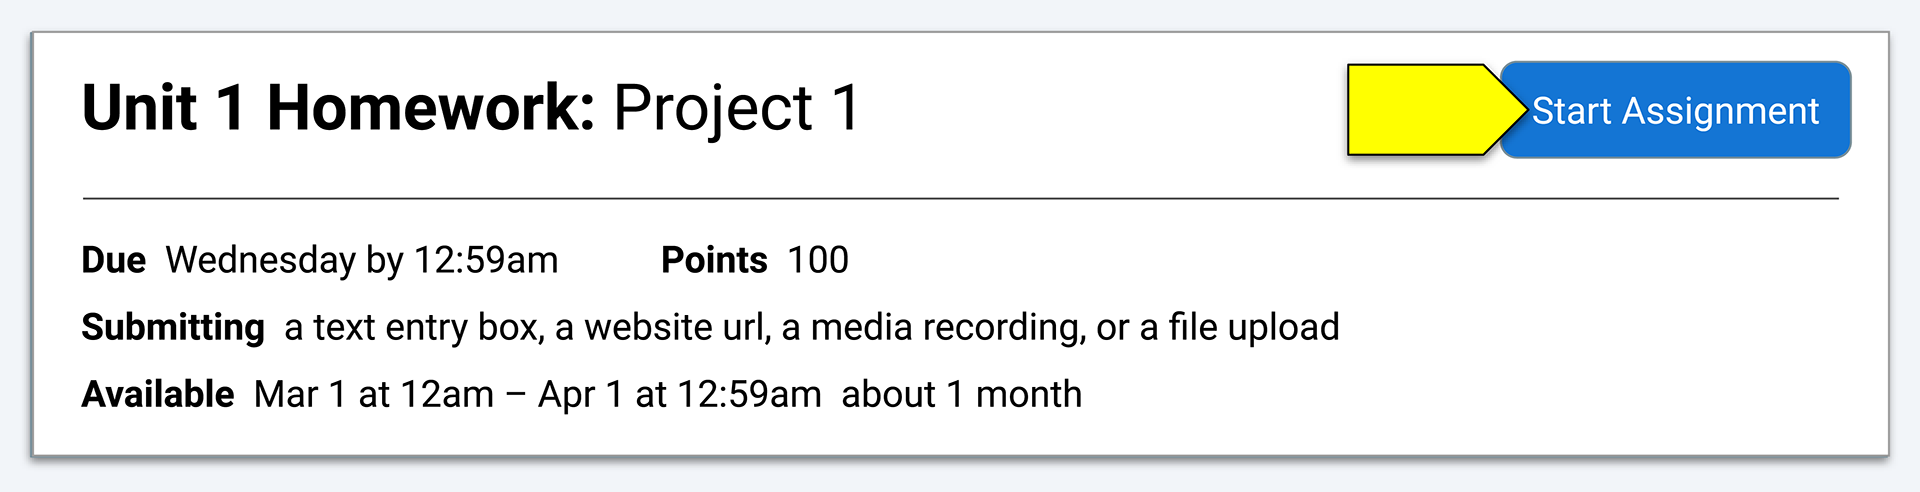 Unit 1 Homework: Project 1
Start Assignment
Due Wednesday by 12:59am Points 100
Submitting a text entry box, a website url, a media recording, or a file upload
Available Mar 1 at 12am – Apr 1 at 12:59am about 1 month